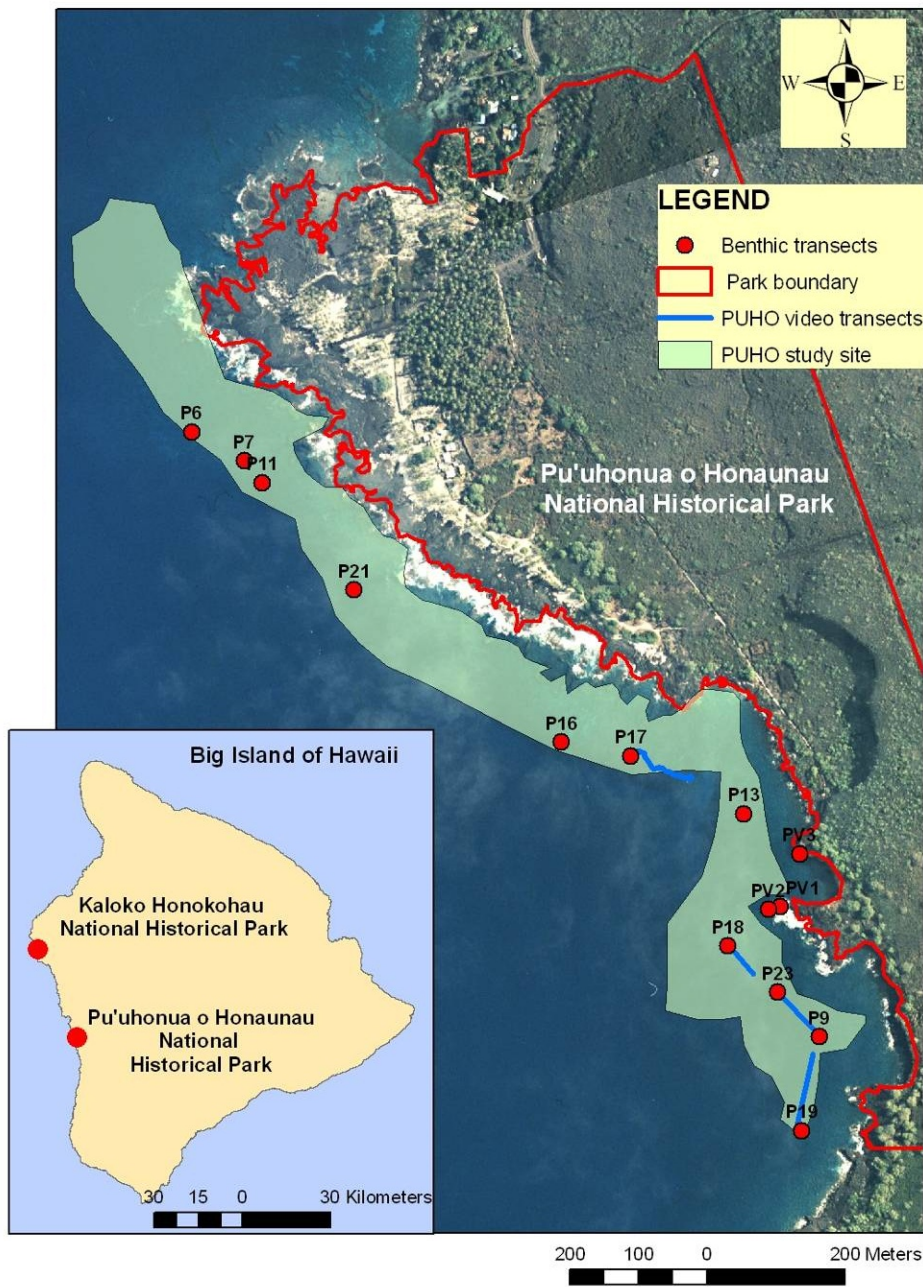 N
W E
S
LEGEND
Benthic transects
Park boundary
PUHO video transects
PUHO study site
P6
P7
P11
Pu'uhonua o Honaunau
National Historical Park
P21
P16
P17
P13
PV3
PV2
PV1
P18
P23
P9
P19
Big Island of Hawaii
Kaloko Honokohau
National Historical Park
Pu'uhonua o Honaunau
National
Historical Park
30 15 0 30 Kilometers
200 100 0 200 Meters